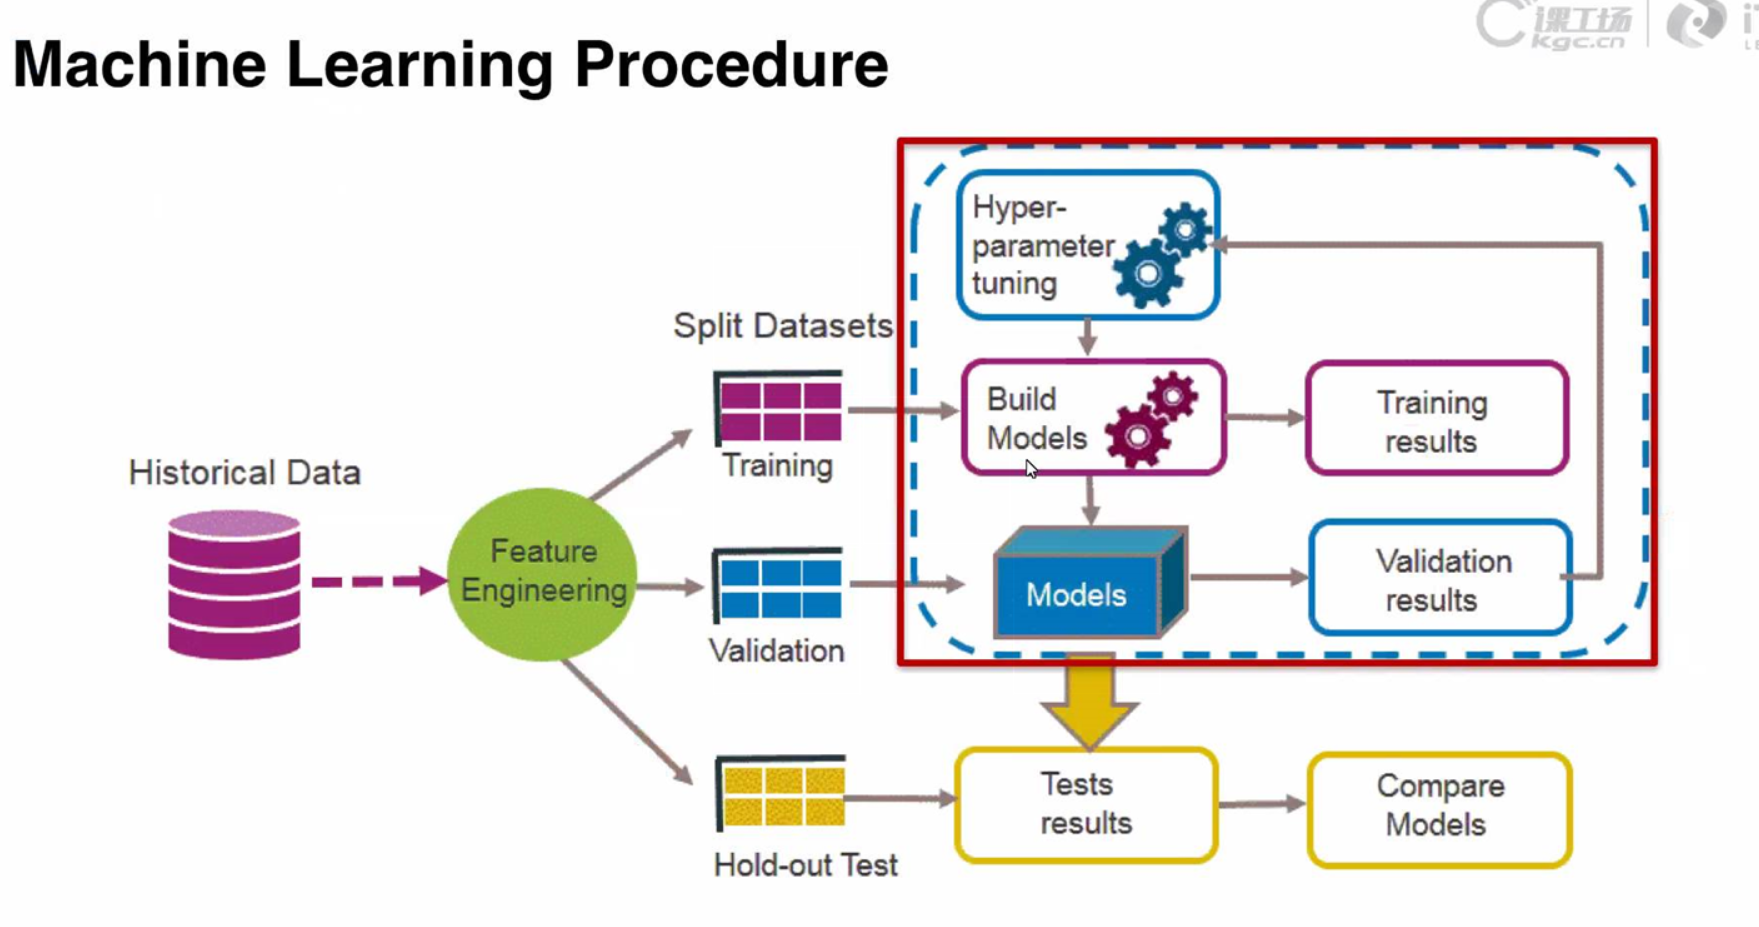 课工场
kgc.cn
Machine Learning Procedure
Hyper-
parameter
tuning
Split Datasets
Build
Models
Training
results
Training
Historical Data
Feature
Engineering
Validation
results
Models
Validation
Tests
results
Compare
Models
Hold-out Test